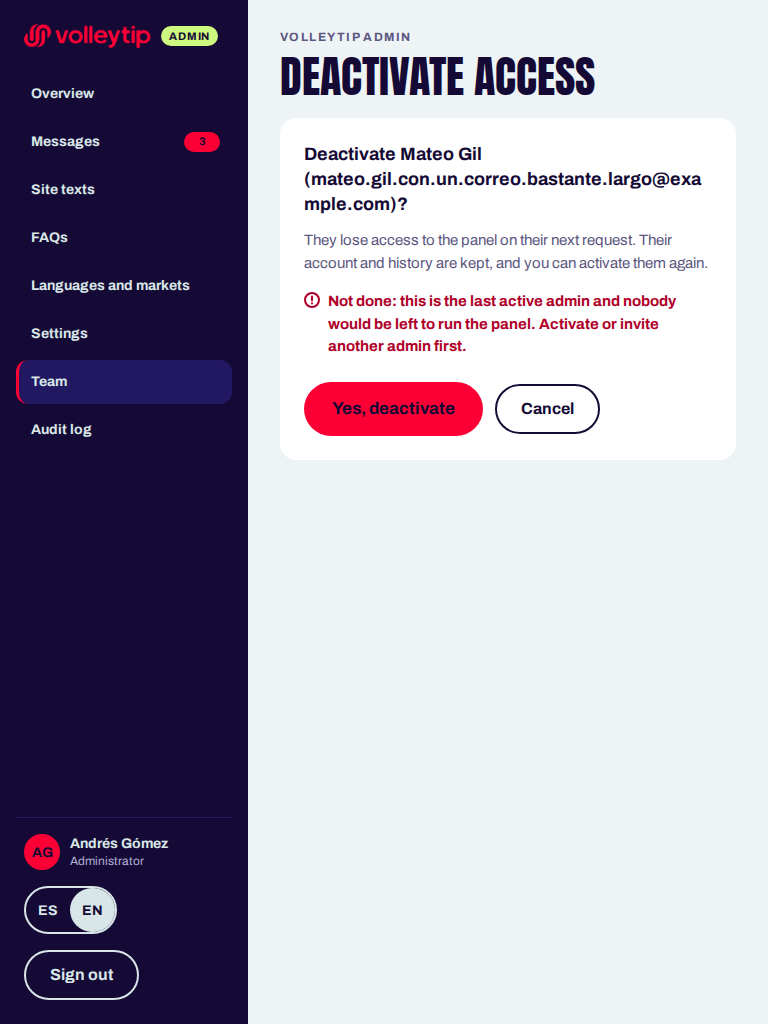 volleytip ADMIN
Overview
Messages 3
Site texts
FAQs
Languages and markets
Settings
Team
Audit log
Andrés Gómez
AG
Administrator
ES EN
Sign out
VOLLEYTIP ADMIN
DEACTIVATE ACCESS
Deactivate Mateo Gil
(mateo.gil.con.un.correo.bastante.largo@exa
mple.com)?
They lose access to the panel on their next request. Their
account and history are kept, and you can activate them again.
Not done: this is the last active admin and nobody
would be left to run the panel. Activate or invite
another admin first.
Yes, deactivate Cancel